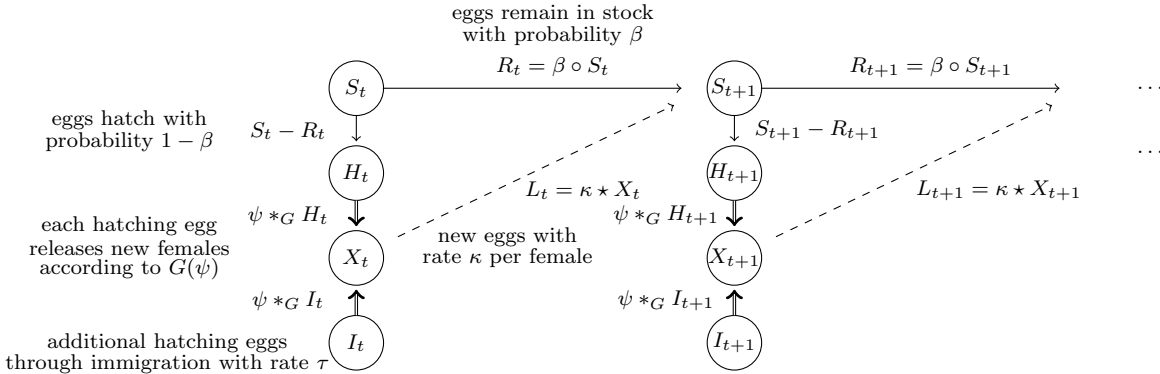 eggs remain in stock
with probability β
R_t = β ∘ S_t
R_{t+1} = β ∘ S_{t+1}
S_t
S_{t+1}
⋯
eggs hatch with
probability 1 − β
S_t − R_t
S_{t+1} − R_{t+1}
⋯
H_t
H_{t+1}
L_t = κ ⋆ X_t
L_{t+1} = κ ⋆ X_{t+1}
ψ ∗_G H_t
ψ ∗_G H_{t+1}
each hatching egg
releases new females
according to G(ψ)
new eggs with
rate κ per female
X_t
X_{t+1}
ψ ∗_G I_t
ψ ∗_G I_{t+1}
additional hatching eggs
through immigration with rate τ
I_t
I_{t+1}